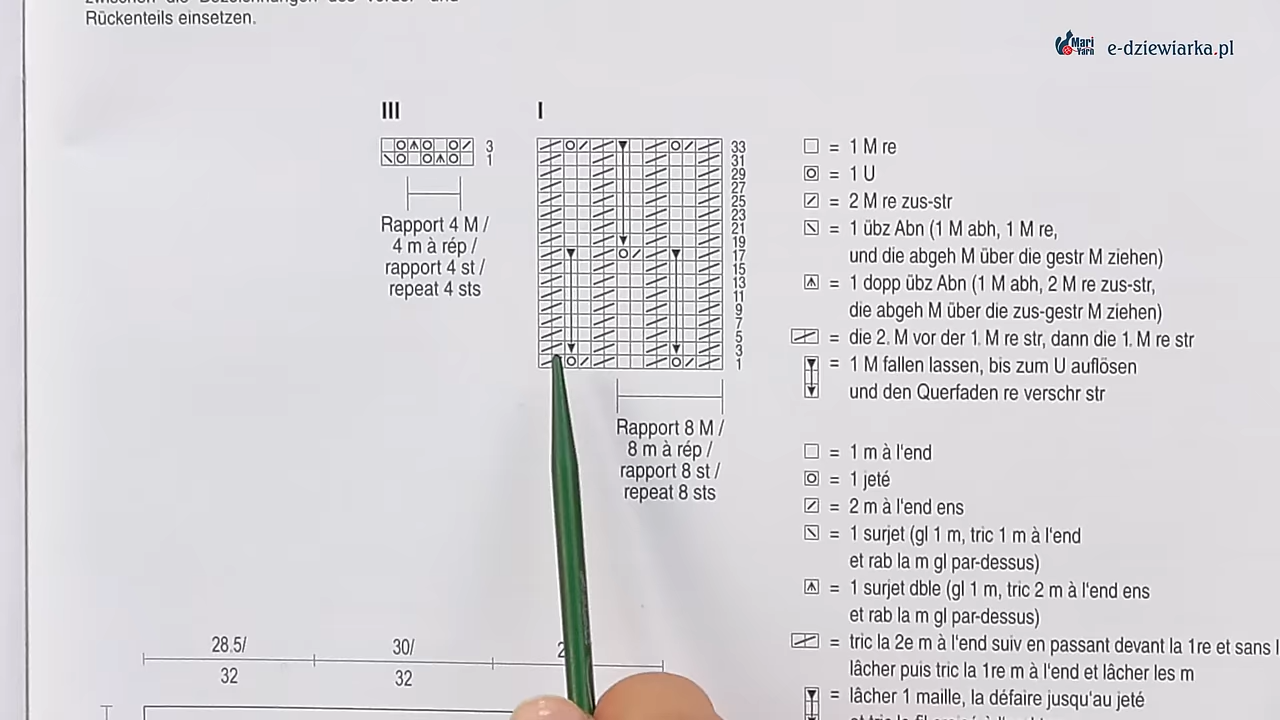 zwischen die Bezeichnungen des Vorder- und
Rückenteils einsetzen.
Mari
Yarn
e-dziewiarka.pl
III
3
1
Rapport 4 M /
4 m à rép /
rapport 4 st /
repeat 4 sts
I
33
31
29
27
25
23
21
19
17
15
13
11
9
7
5
3
1
Rapport 8 M /
8 m à rép /
rapport 8 st /
repeat 8 sts
= 1 M re
= 1 U
= 2 M re zus-str
= 1 übz Abn (1 M abh, 1 M re,
und die abgeh M über die gestr M ziehen)
= 1 dopp übz Abn (1 M abh, 2 M re zus-str,
die abgeh M über die zus-gestr M ziehen)
= die 2. M vor der 1. M re str, dann die 1. M re str
= 1 M fallen lassen, bis zum U auflösen
und den Querfaden re verschr str
= 1 m à l'end
= 1 jeté
= 2 m à l'end ens
= 1 surjet (gl 1 m, tric 1 m à l'end
et rab la m gl par-dessus)
= 1 surjet dble (gl 1 m, tric 2 m à l'end ens
et rab la m gl par-dessus)
= tric la 2e m à l'end suiv en passant devant la 1re et sans
lâcher puis tric la 1re m à l'end et lâcher les m
= lâcher 1 maille, la défaire jusqu'au jeté
28.5/
30/
32
32